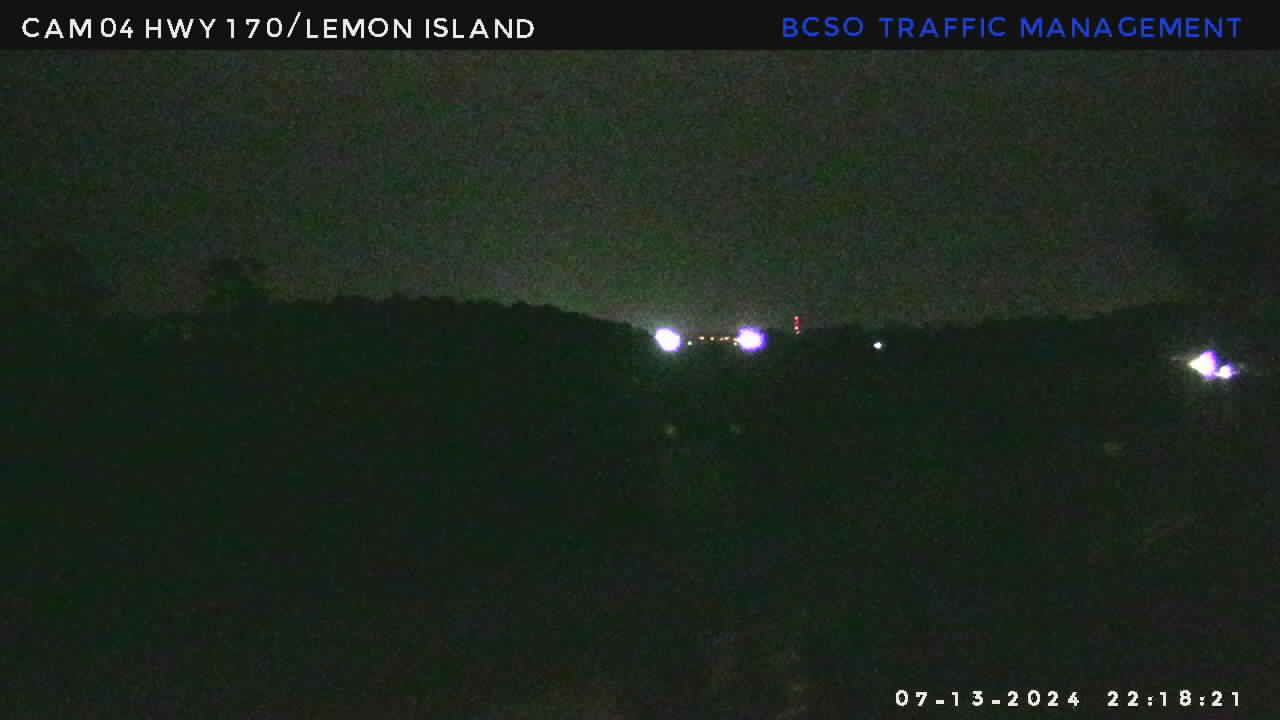 CAM04 HWY 170/LEMON ISLAND
BCSO TRAFFIC MANAGEMENT
07-13-2024 22:18:21